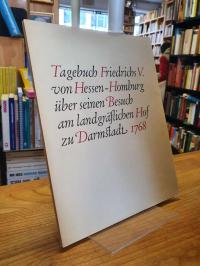 Tagebuch Friedrichs V.
von Hessen-Homburg
über seinen Besuch
am landgräflichen Hof
zu Darmstadt 1768